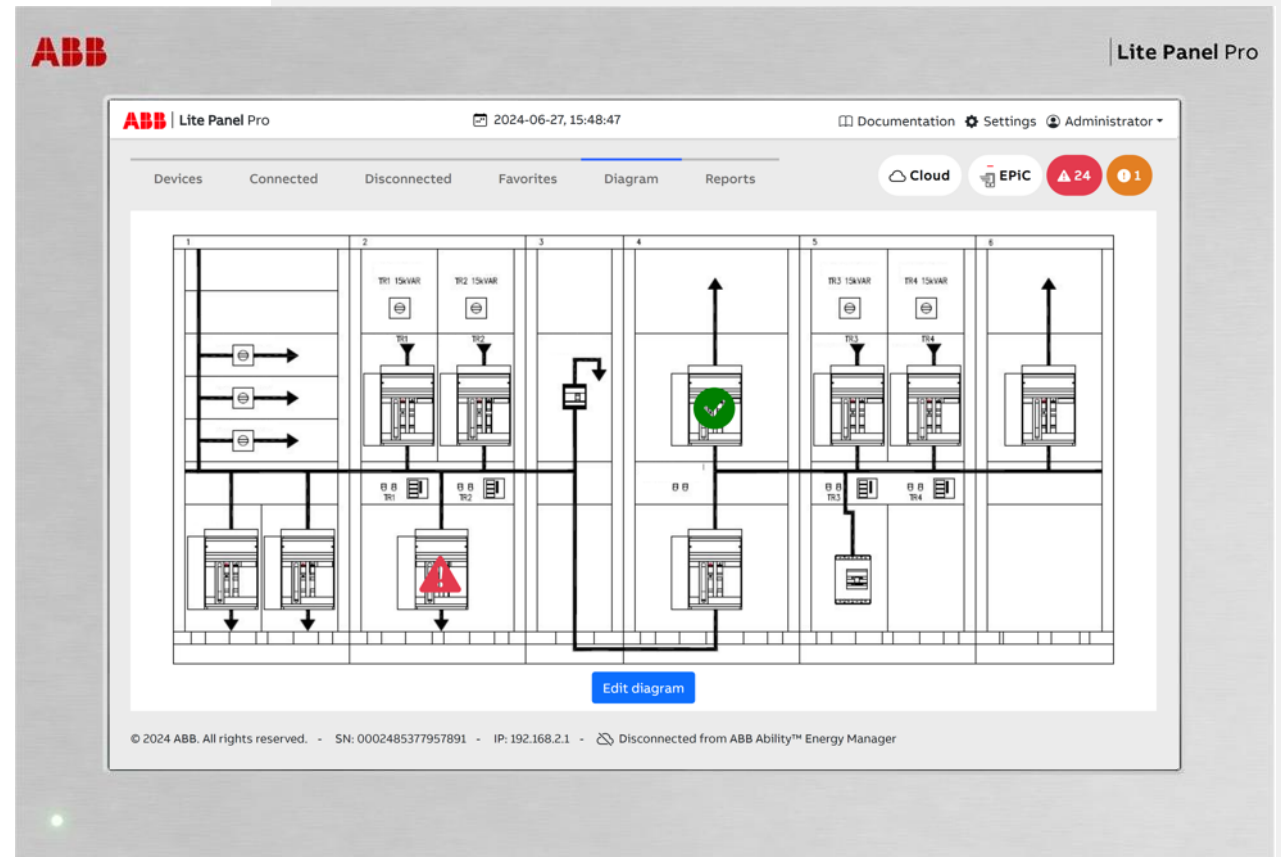 ABB
Lite Panel Pro
ABB Lite Panel Pro
2024-06-27, 15:48:47
Documentation Settings Administrator
Devices Connected Disconnected Favorites Diagram Reports
Cloud EPiC 24 1
1 2 3 4 5 6
TR1 15kVAR TR2 15kVAR TR3 15kVAR TR4 15kVAR
TR1 TR2 TR3 TR4
TR1 TR2 TR3 TR4
Edit diagram
© 2024 ABB. All rights reserved. - SN: 0002485377957891 - IP: 192.168.2.1 - Disconnected from ABB Ability™ Energy Manager